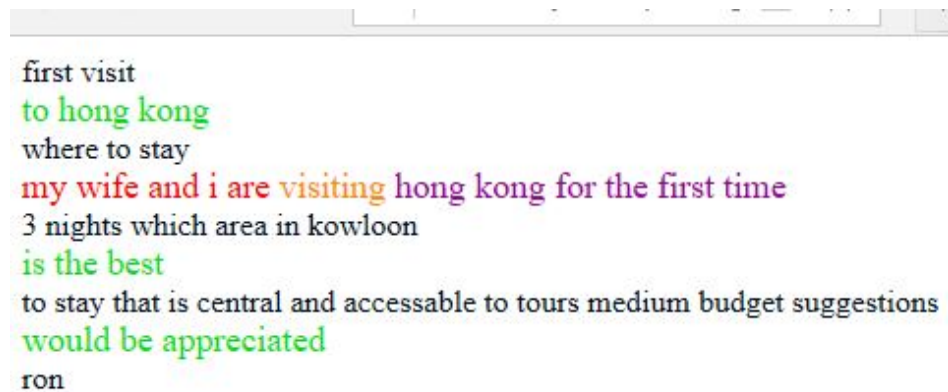 first visit
to hong kong
where to stay
my wife and i are visiting hong kong for the first time
3 nights which area in kowloon
is the best
to stay that is central and accessable to tours medium budget suggestions
would be appreciated
ron